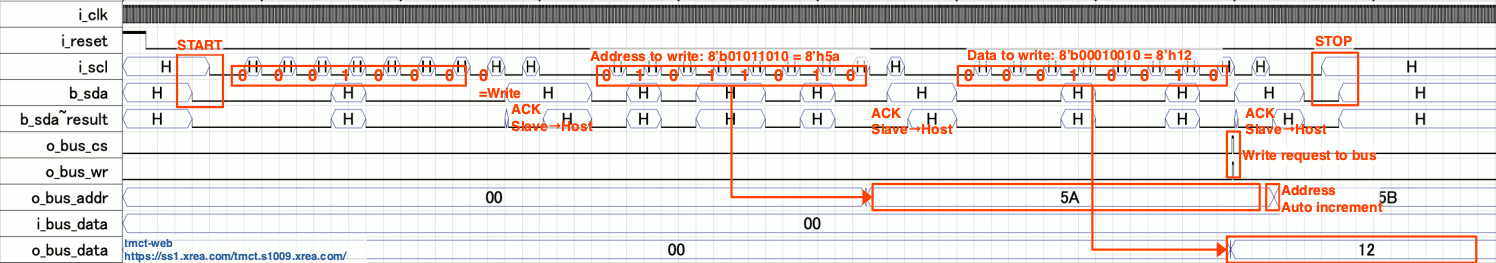 i_clk
i_reset
START
Address to write: 8'b01011010 = 8'h5a
Data to write: 8'b00010010 = 8'h12
STOP
i_scl H H H H H H H H H H H H H H H H H H H H H H H H H H H H H
0 0 0 1 0 0 0 0 0 1 0 1 1 0 1 0 0 0 0 1 0 0 1 0
b_sda H H H H H H H H H H H
=Write
ACK
Slave→Host
ACK
Slave→Host
ACK
Slave→Host
b_sda~result H H H H H H H H H H H
o_bus_cs
Write request to bus
o_bus_wr
o_bus_addr 00 5A 5B
Address
Auto increment
i_bus_data 00
o_bus_data 00 12
tmct-web
https://ss1.xrea.com/tmct.s1009.xrea.com/